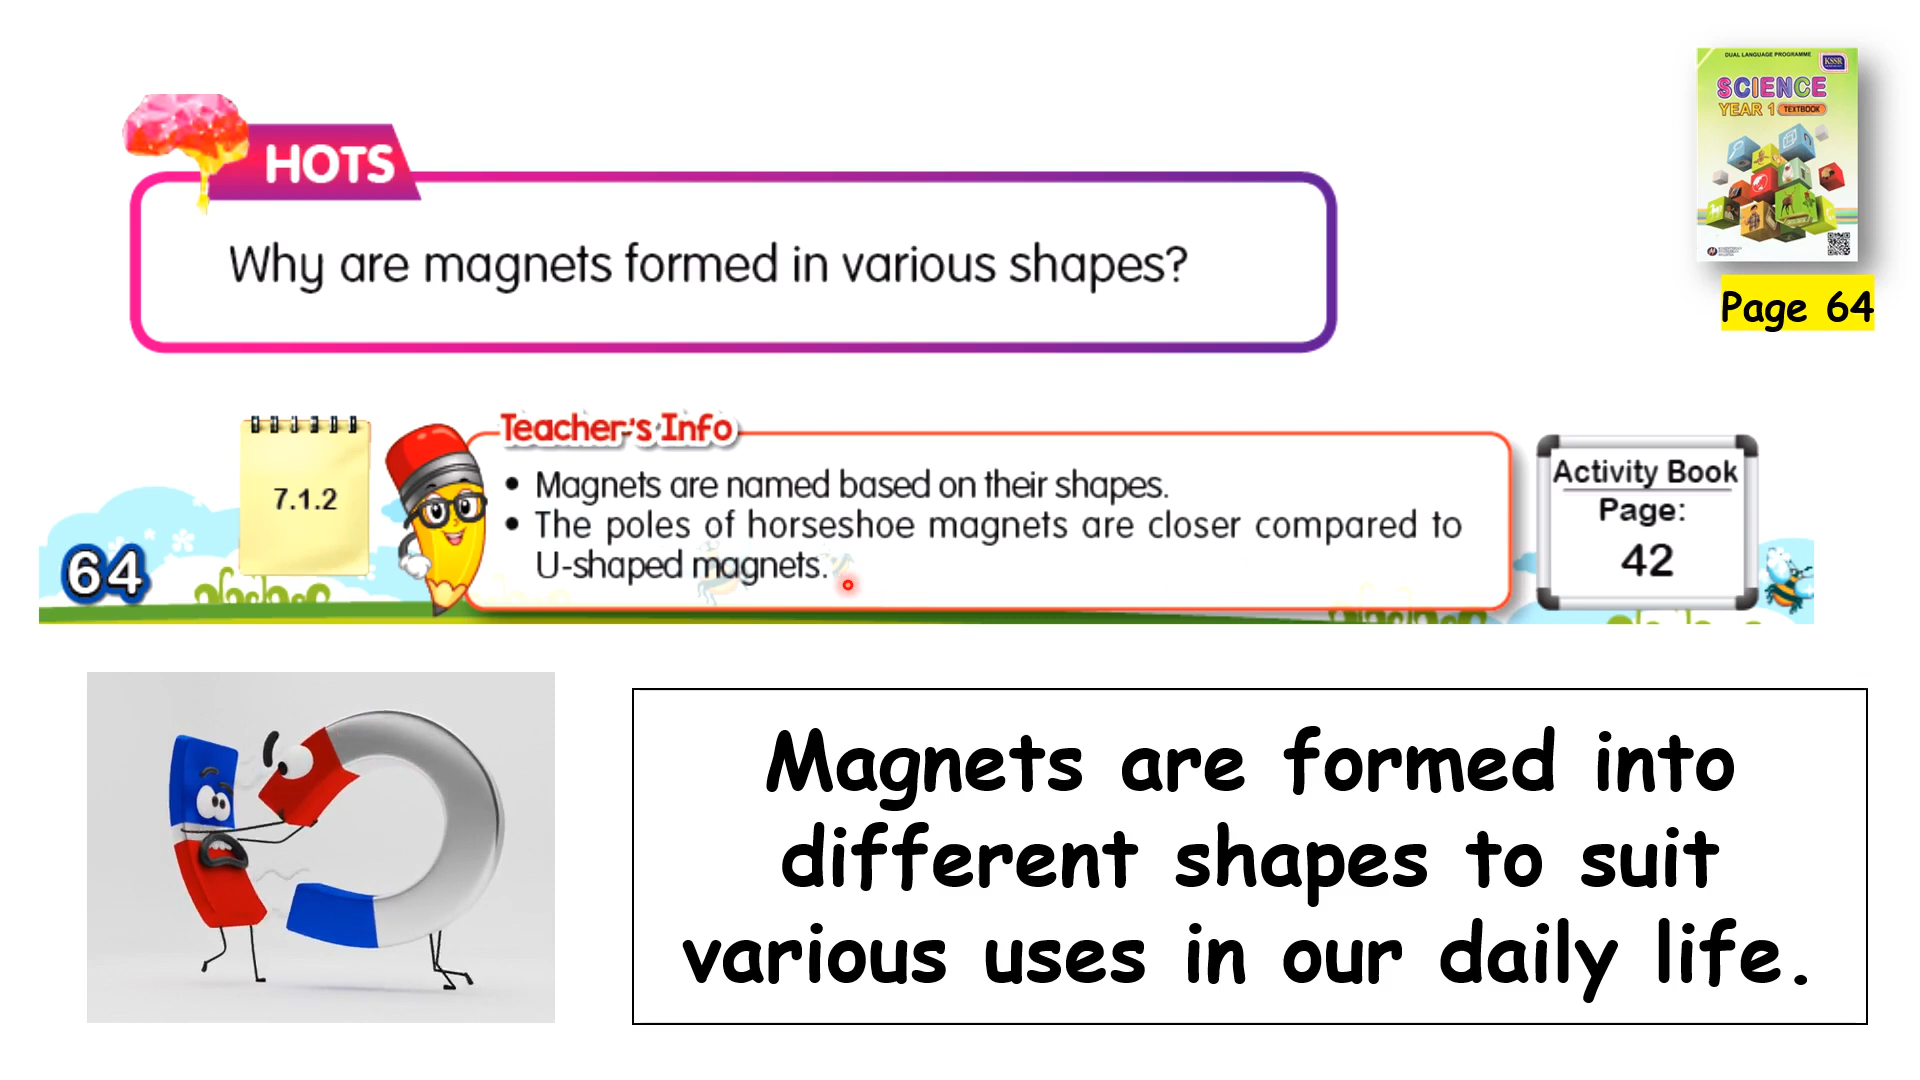 DUAL LANGUAGE PROGRAMME
KSSR
SCIENCE
YEAR 1 TEXTBOOK
Page 64
HOTS
Why are magnets formed in various shapes?
7.1.2
64
Teacher's Info
• Magnets are named based on their shapes.
• The poles of horseshoe magnets are closer compared to
U-shaped magnets.
Activity Book
Page:
42
Magnets are formed into
different shapes to suit
various uses in our daily life.